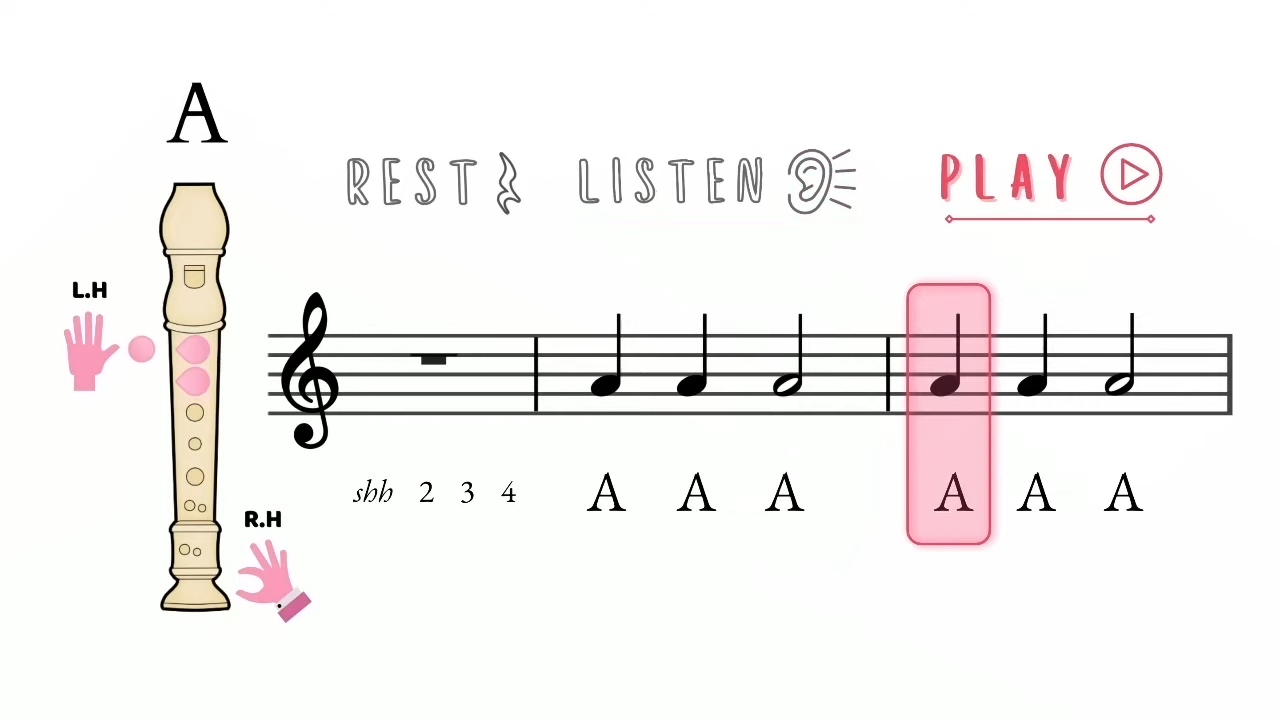 A
REST LISTEN PLAY
L.H
shh 2 3 4 A A A A A A
R.H